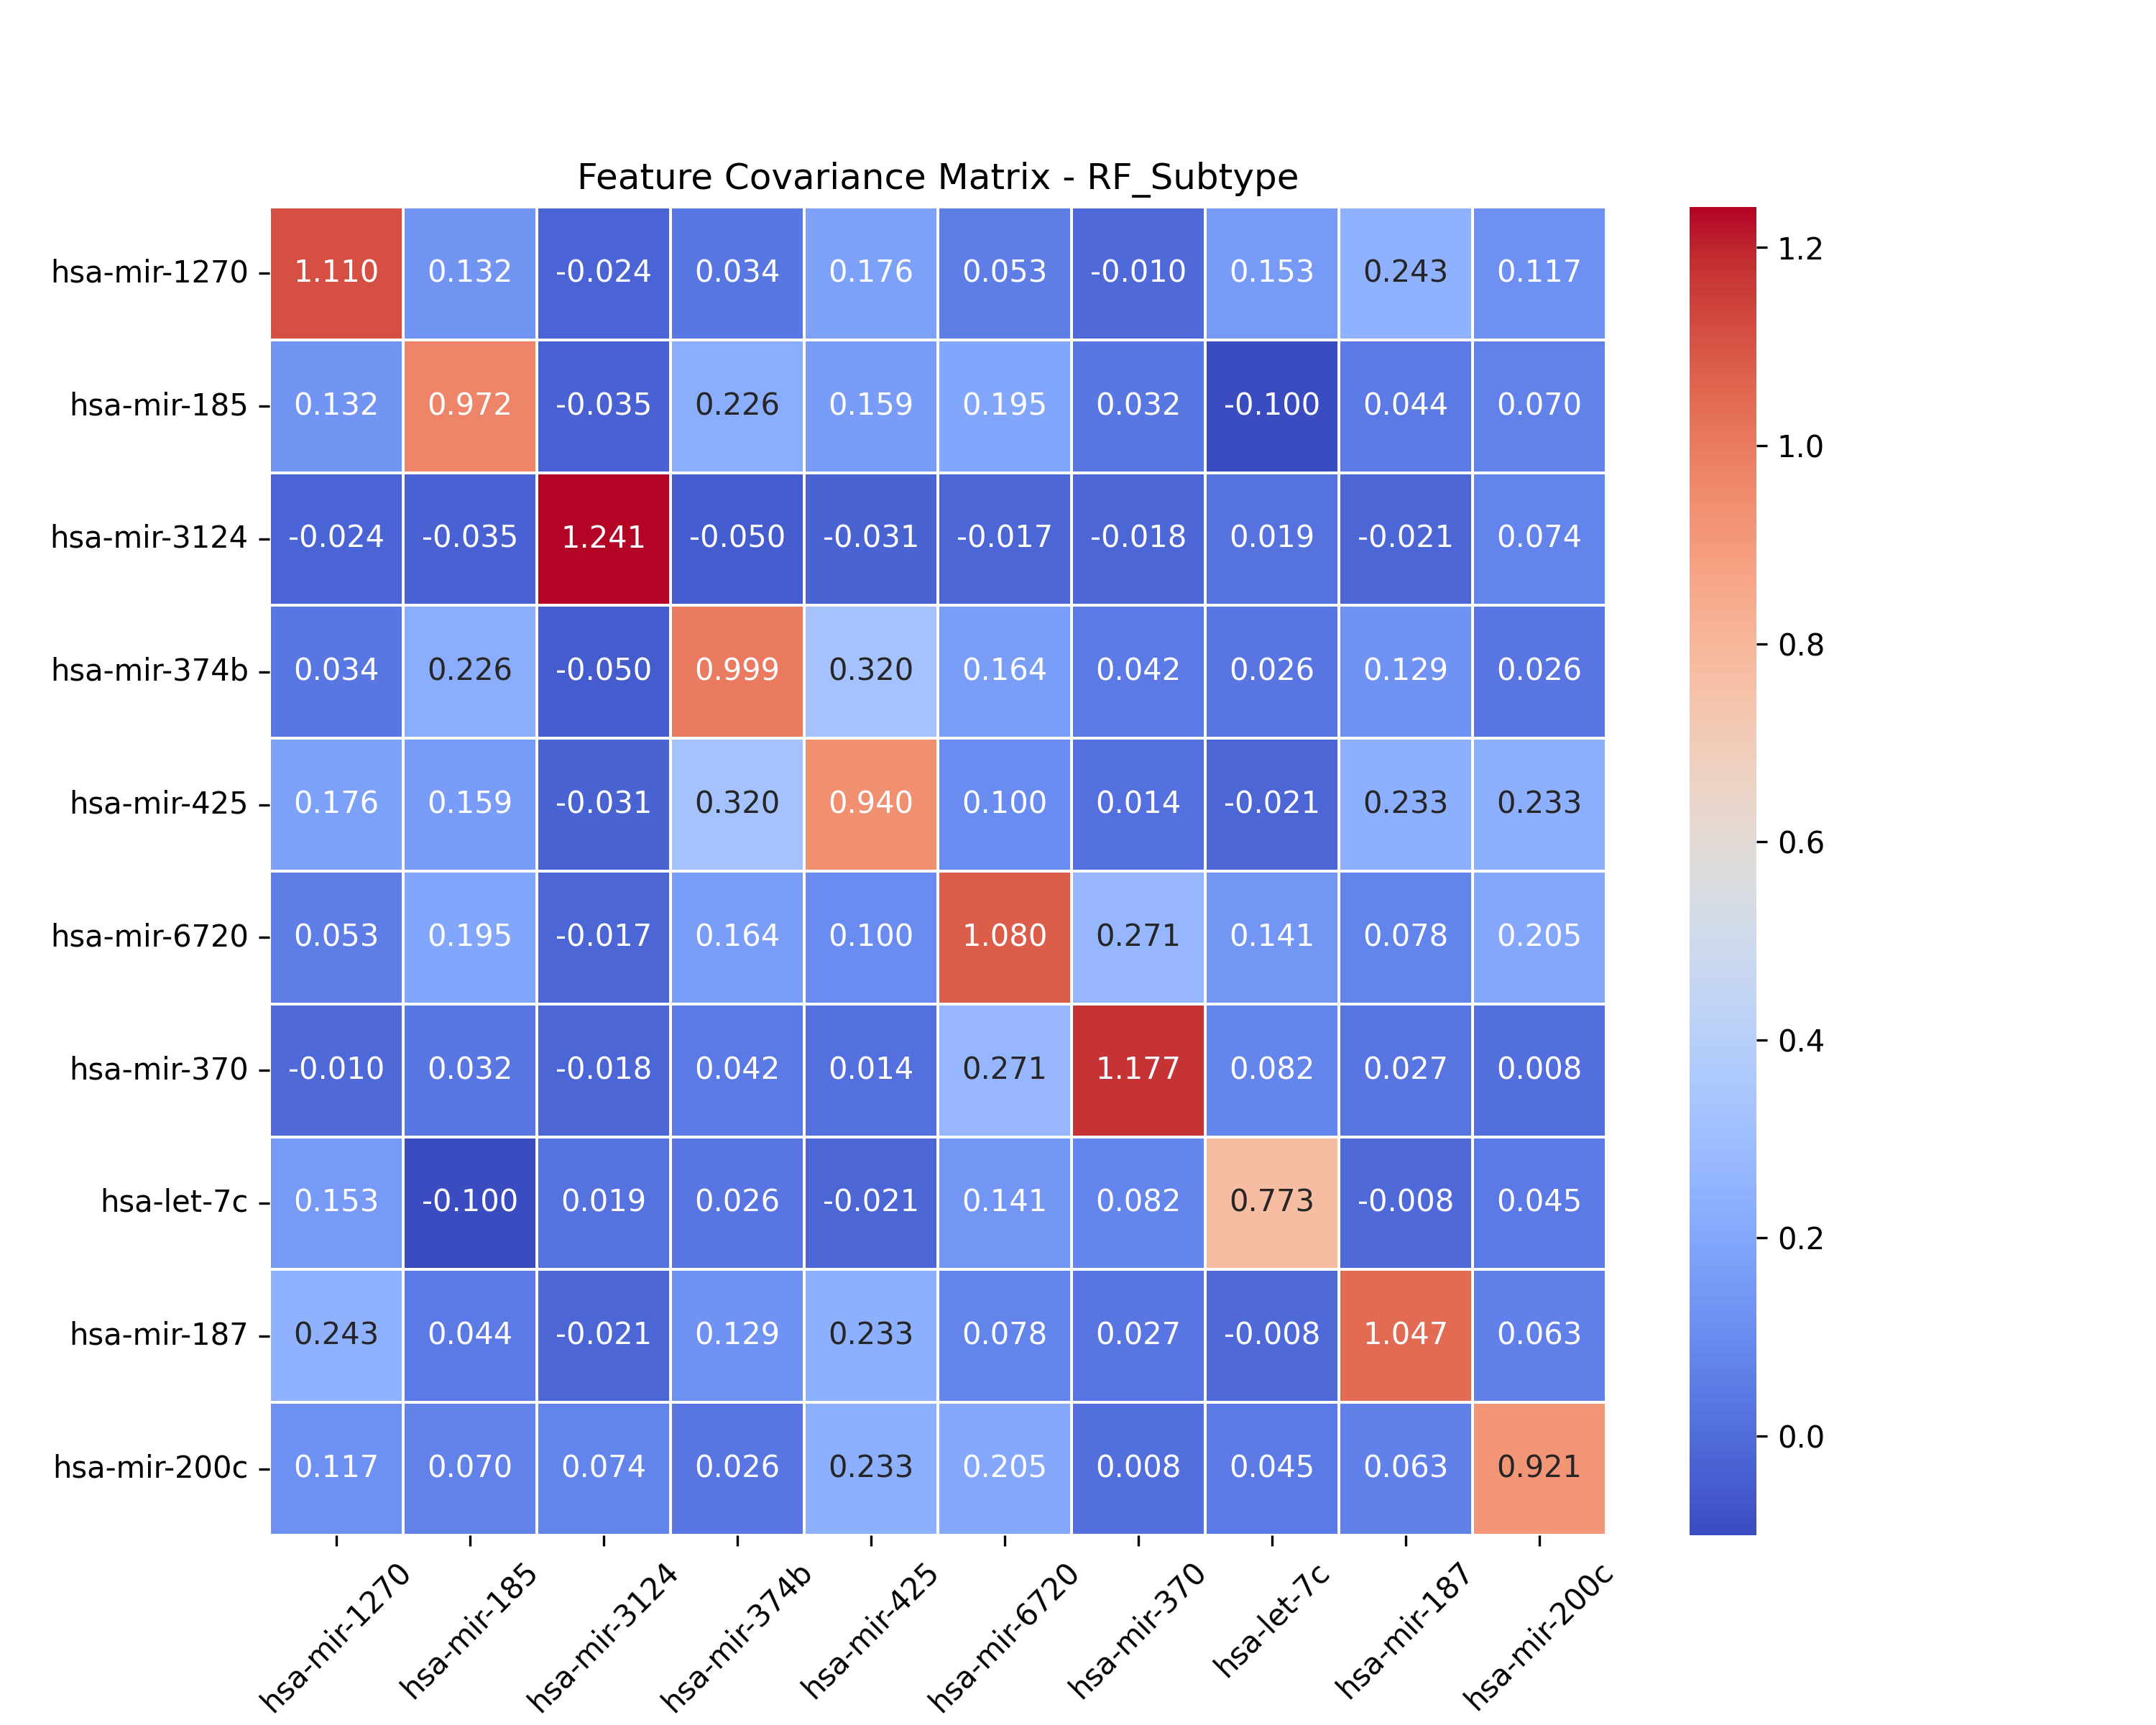 Feature Covariance Matrix - RF_Subtype
hsa-mir-1270 1.110 0.132 -0.024 0.034 0.176 0.053 -0.010 0.153 0.243 0.117
hsa-mir-185 0.132 0.972 -0.035 0.226 0.159 0.195 0.032 -0.100 0.044 0.070
hsa-mir-3124 -0.024 -0.035 1.241 -0.050 -0.031 -0.017 -0.018 0.019 -0.021 0.074
hsa-mir-374b 0.034 0.226 -0.050 0.999 0.320 0.164 0.042 0.026 0.129 0.026
hsa-mir-425 0.176 0.159 -0.031 0.320 0.940 0.100 0.014 -0.021 0.233 0.233
hsa-mir-6720 0.053 0.195 -0.017 0.164 0.100 1.080 0.271 0.141 0.078 0.205
hsa-mir-370 -0.010 0.032 -0.018 0.042 0.014 0.271 1.177 0.082 0.027 0.008
hsa-let-7c 0.153 -0.100 0.019 0.026 -0.021 0.141 0.082 0.773 -0.008 0.045
hsa-mir-187 0.243 0.044 -0.021 0.129 0.233 0.078 0.027 -0.008 1.047 0.063
hsa-mir-200c 0.117 0.070 0.074 0.026 0.233 0.205 0.008 0.045 0.063 0.921
hsa-mir-1270 hsa-mir-185 hsa-mir-3124 hsa-mir-374b hsa-mir-425 hsa-mir-6720 hsa-mir-370 hsa-let-7c hsa-mir-187 hsa-mir-200c
1.2
1.0
0.8
0.6
0.4
0.2
0.0